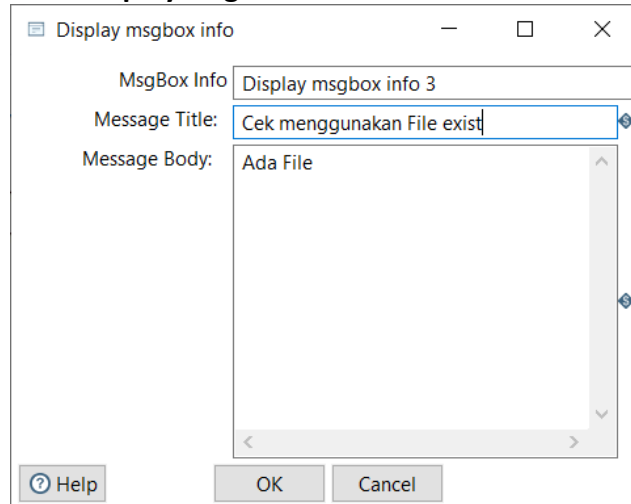 Display msgbox info
MsgBox Info Display msgbox info 3
Message Title: Cek menggunakan File exist
Message Body: Ada File
Help OK Cancel